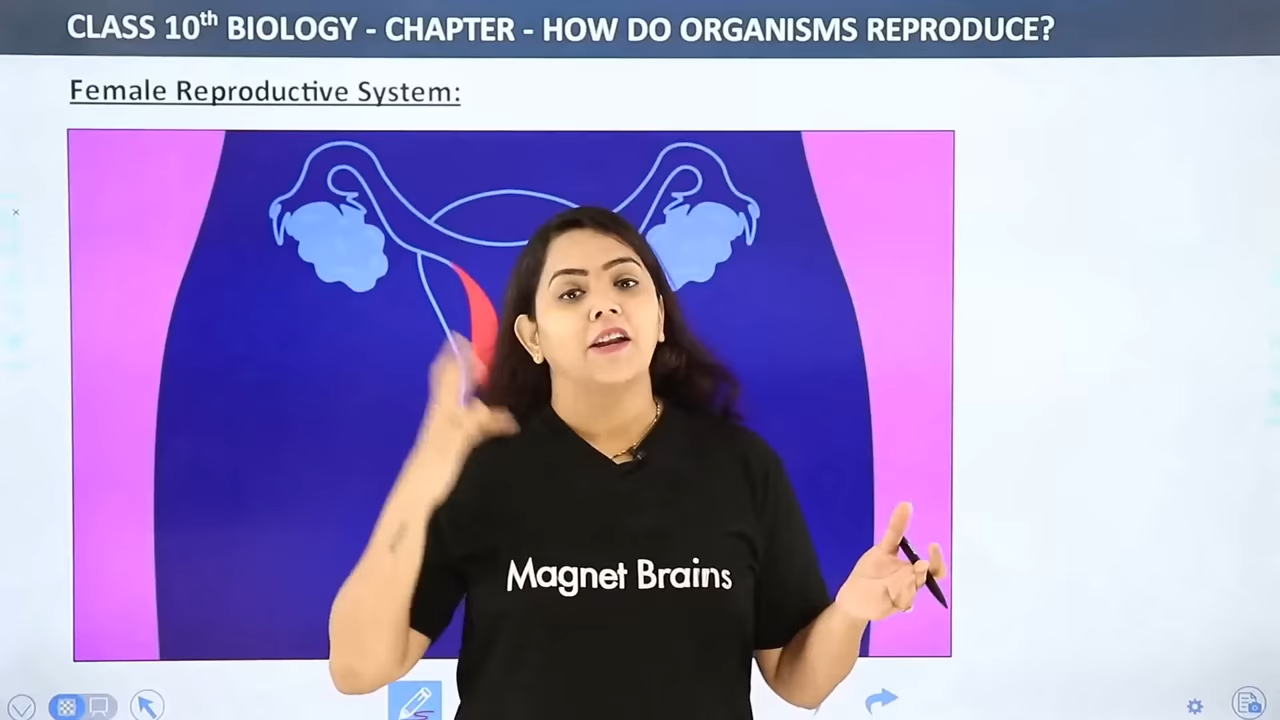 CLASS 10th BIOLOGY - CHAPTER - HOW DO ORGANISMS REPRODUCE?
Female Reproductive System:
Magnet Brains